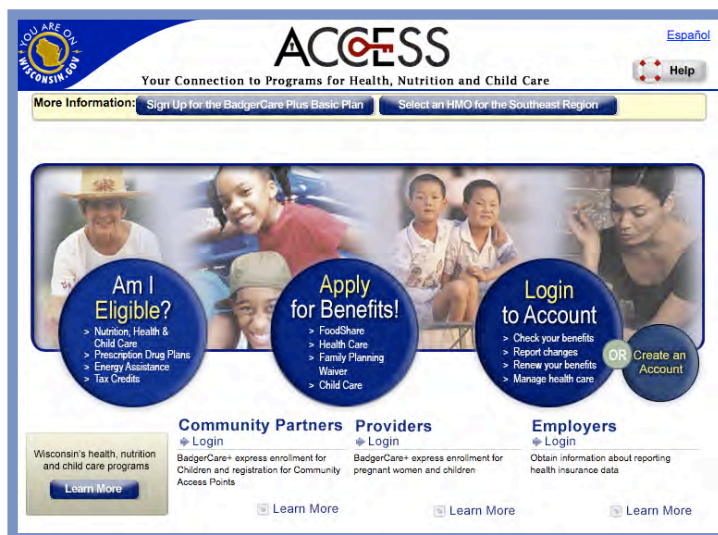 YOU ARE ON
WISCONSIN.GOV
ACCESS
Your Connection to Programs for Health, Nutrition and Child Care
Español
Help
More Information:
Sign Up for the BadgerCare Plus Basic Plan
Select an HMO for the Southeast Region
Am I
Eligible?
> Nutrition, Health &
Child Care
> Prescription Drug Plans
> Energy Assistance
> Tax Credits
Apply
for Benefits!
> FoodShare
> Health Care
> Family Planning
Waiver
> Child Care
Login
to Account
> Check your benefits
> Report changes
> Renew your benefits
> Manage health care
OR
Create an
Account
Wisconsin's health, nutrition
and child care programs
Learn More
Community Partners
Login
BadgerCare+ express enrollment for
Children and registration for Community
Access Points
Learn More
Providers
Login
BadgerCare+ express enrollment for
pregnant women and children
Learn More
Employers
Login
Obtain information about reporting
health insurance data
Learn More